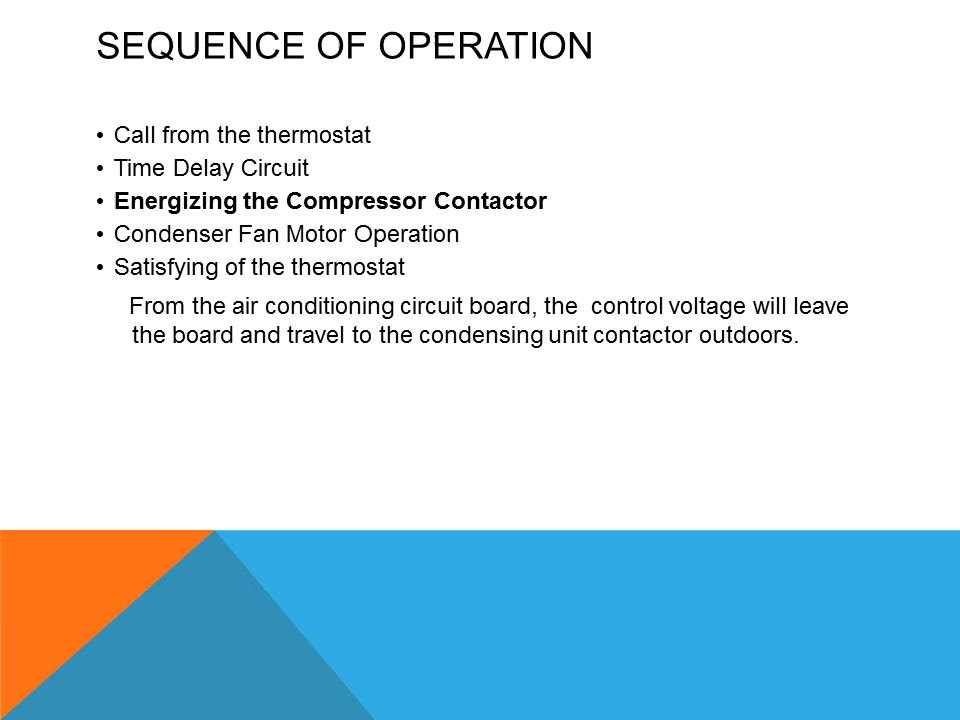 SEQUENCE OF OPERATION
• Call from the thermostat
• Time Delay Circuit
• Energizing the Compressor Contactor
• Condenser Fan Motor Operation
• Satisfying of the thermostat
From the air conditioning circuit board, the  control voltage will leave
the board and travel to the condensing unit contactor outdoors.